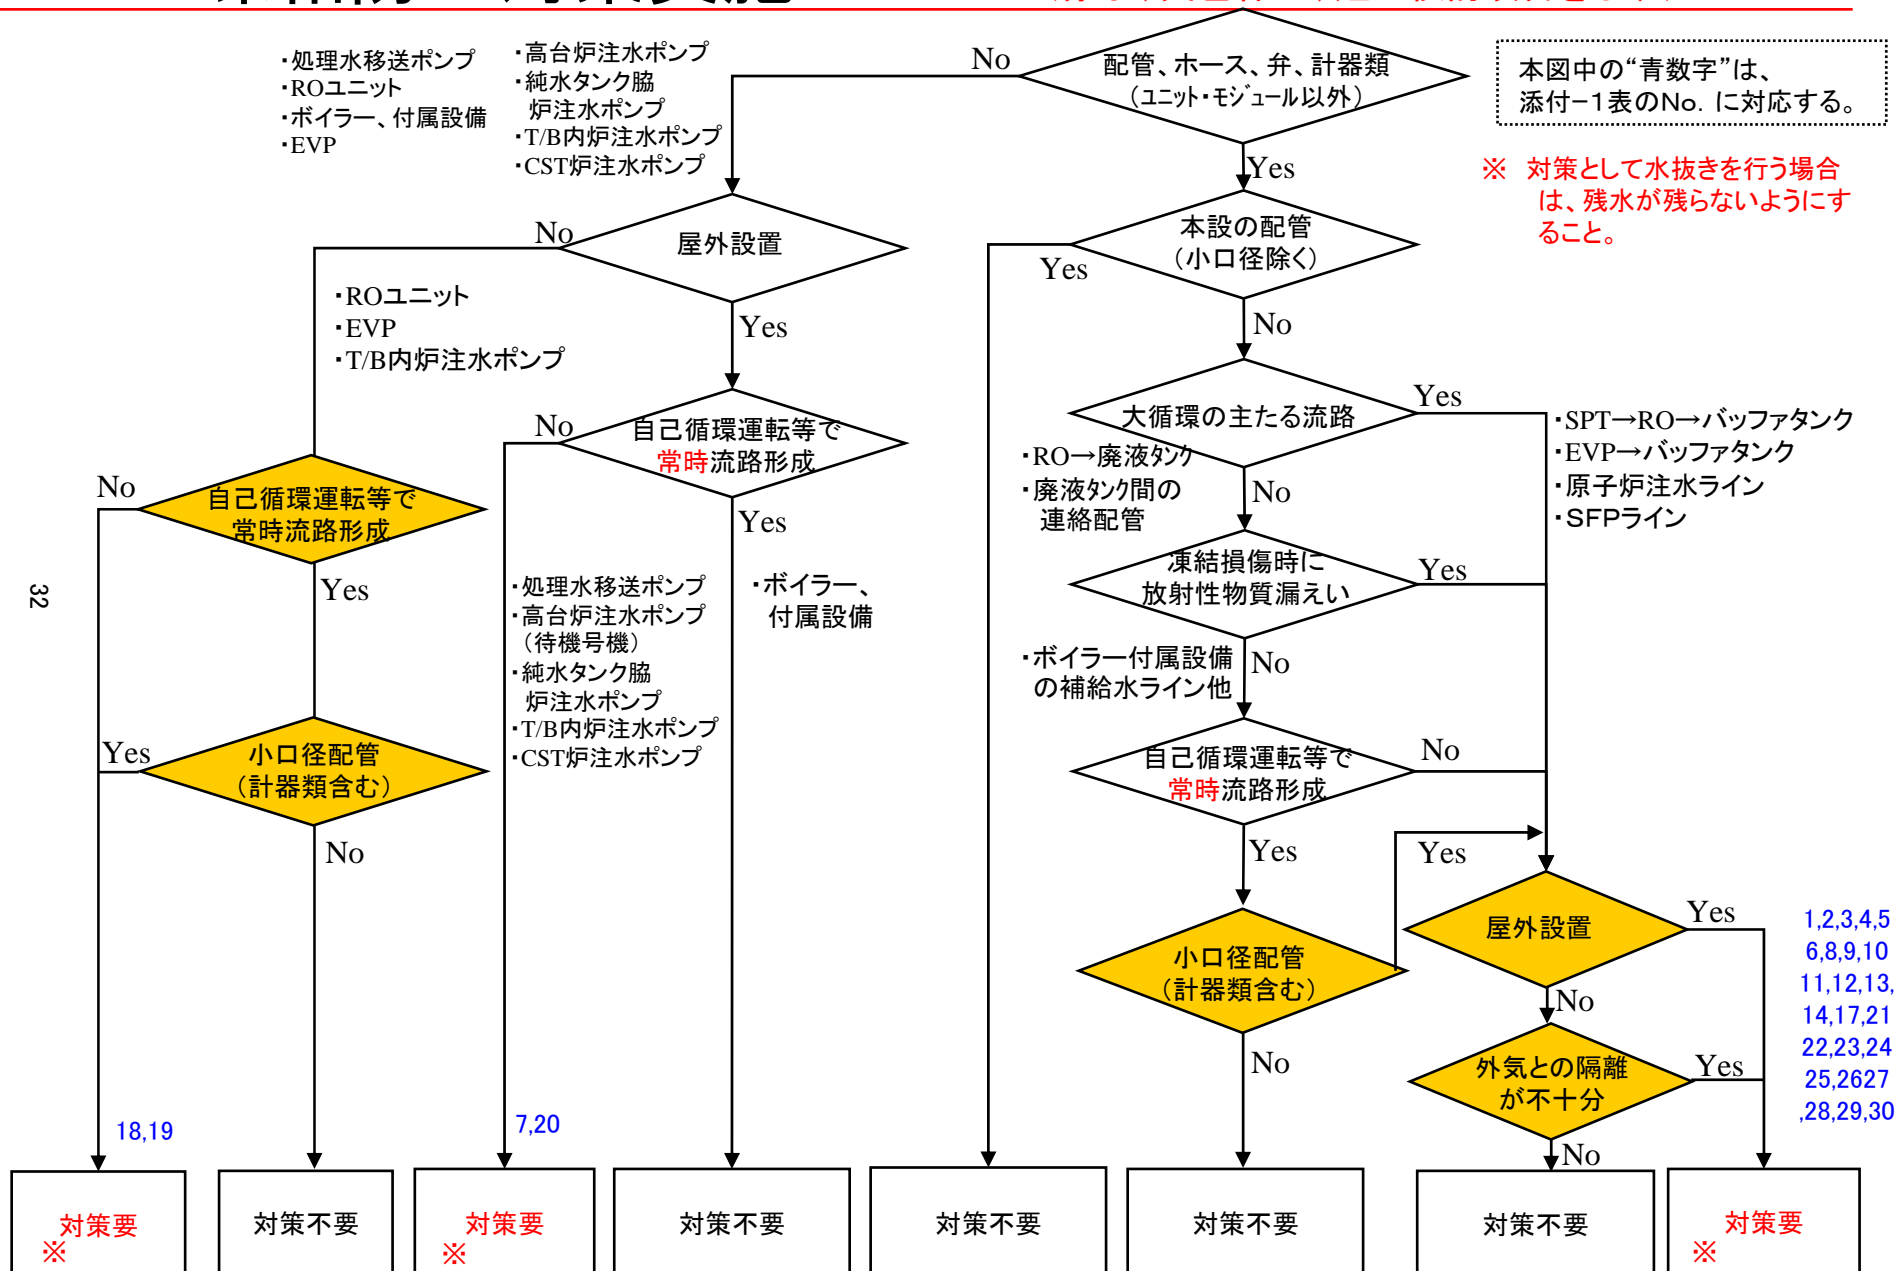 ・処理水移送ポンプ
・ROユニット
・ボイラー、付属設備
・EVP
・高台炉注水ポンプ
・純水タンク脇
炉注水ポンプ
・T/B内炉注水ポンプ
・CST炉注水ポンプ
No
配管、ホース、弁、計器類
(ユニット・モジュール以外)
Yes
本図中の“青数字”は、
添付-1表のNo. に対応する。
※ 対策として水抜きを行う場合
は、残水が残らないようにす
ること。
No
屋外設置
Yes
・ROユニット
・EVP
・T/B内炉注水ポンプ
本設の配管
(小口径除く)
Yes
No
No
自己循環運転等で
常時流路形成
Yes
大循環の主たる流路
Yes
No
・RO→廃液タンク
・廃液タンク間の
連絡配管
・SPT→RO→バッファタンク
・EVP→バッファタンク
・原子炉注水ライン
・SFPライン
No
自己循環運転等で
常時流路形成
Yes
凍結損傷時に
放射性物質漏えい
Yes
No
・処理水移送ポンプ
・高台炉注水ポンプ
(待機号機)
・純水タンク脇
炉注水ポンプ
・T/B内炉注水ポンプ
・CST炉注水ポンプ
・ボイラー、
付属設備
32
・ボイラー付属設備
の補給水ライン他
Yes
小口径配管
(計器類含む)
No
自己循環運転等で
常時流路形成
No
Yes
Yes
小口径配管
(計器類含む)
No
屋外設置
Yes
No
外気との隔離
が不十分
Yes
No
1,2,3,4,5
6,8,9,10
11,12,13,
14,17,21
22,23,24
25,2627
,28,29,30
18,19
7,20
対策要
※
対策不要
対策要
※
対策不要
対策不要
対策不要
対策不要
対策要
※